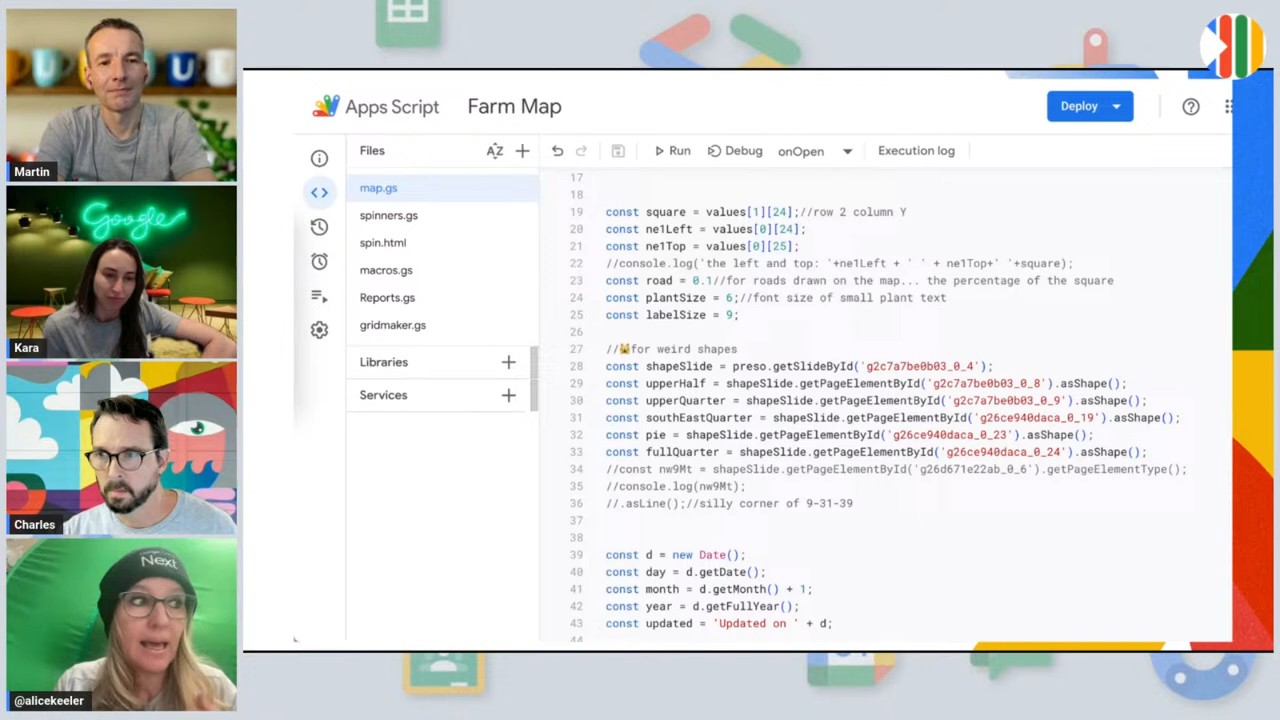 Martin
Google
Kara
Charles
Next
@alicekeeler
Apps Script
Farm Map
Deploy
Files
AZ
Run
Debug
onOpen
Execution log
map.gs
spinners.gs
spin.html
macros.gs
Reports.gs
gridmaker.gs
Libraries
Services
17
18
19 const square = values[1][24];//row 2 column Y
20 const ne1Left = values[0][24];
21 const ne1Top = values[0][25];
22 //console.log('the left and top: '+ne1Left + ' ' + ne1Top+' '+square);
23 const road = 0.1//for roads drawn on the map... the percentage of the square
24 const plantSize = 6;//font size of small plant text
25 const labelSize = 9;
26
27 //😹for weird shapes
28 const shapeSlide = preso.getSlideById('g2c7a7be0b03_0_4');
29 const upperHalf = shapeSlide.getPageElementById('g2c7a7be0b03_0_8').asShape();
30 const upperQuarter = shapeSlide.getPageElementById('g2c7a7be0b03_0_9').asShape();
31 const southEastQuarter = shapeSlide.getPageElementById('g26ce940daca_0_19').asShape();
32 const pie = shapeSlide.getPageElementById('g26ce940daca_0_23').asShape();
33 const fullQuarter = shapeSlide.getPageElementById('g26ce940daca_0_24').asShape();
34 //const nw9Mt = shapeSlide.getPageElementById('g26d671e22ab_0_6').getPageElementType();
35 //console.log(nw9Mt);
36 //.asLine();//silly corner of 9-31-39
37
38
39 const d = new Date();
40 const day = d.getDate();
41 const month = d.getMonth() + 1;
42 const year = d.getFullYear();
43 const updated = 'Updated on ' + d;